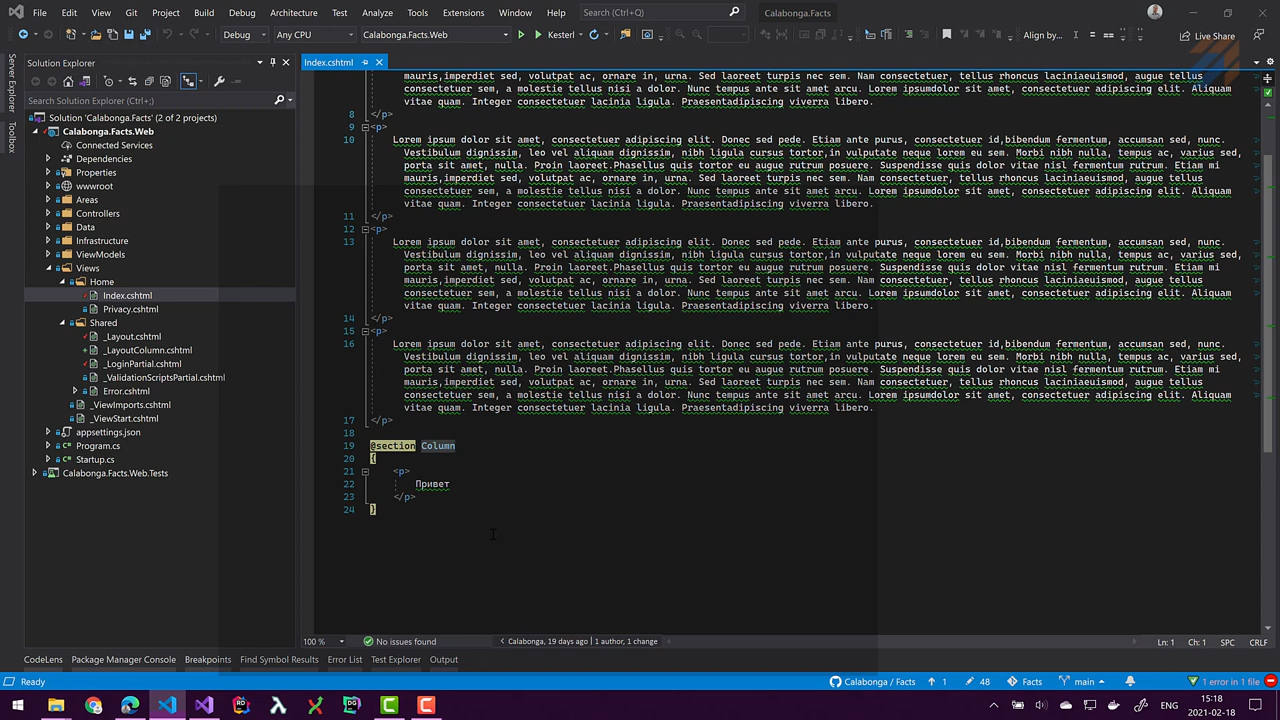 File Edit View Git Project Build Debug Architecture Test Analyze Tools Extensions Window Help Search (Ctrl+Q) Calabonga.Facts
Debug Any CPU Calabonga.Facts.Web Kestrel Align by... Live Share
Server Explorer
Toolbox
Solution Explorer
Search Solution Explorer (Ctrl+;)
Solution 'Calabonga.Facts' (2 of 2 projects)
Calabonga.Facts.Web
Connected Services
Dependencies
Properties
wwwroot
Areas
Controllers
Data
Infrastructure
ViewModels
Views
Home
Index.cshtml
Privacy.cshtml
Shared
_Layout.cshtml
_LayoutColumn.cshtml
_LoginPartial.cshtml
_ValidationScriptsPartial.cshtml
Error.cshtml
_ViewImports.cshtml
_ViewStart.cshtml
appsettings.json
Program.cs
Startup.cs
Calabonga.Facts.Web.Tests
Index.cshtml
mauris,imperdiet sed, volutpat ac, ornare in, urna. Sed laoreet turpis nec sem. Nam consectetuer, tellus rhoncus laciniaeuismod, augue tellus
consectetuer sem, a molestie tellus nisi a dolor. Nunc tempus ante sit amet arcu. Lorem ipsumdolor sit amet, consectetuer adipiscing elit. Aliquam
vitae quam. Integer consectetuer lacinia ligula. Praesentadipiscing viverra libero.
8 </p>
9 <p>
10 Lorem ipsum dolor sit amet, consectetuer adipiscing elit. Donec sed pede. Etiam ante purus, consectetuer id,bibendum fermentum, accumsan sed, nunc.
Vestibulum dignissim, leo vel aliquam dignissim, nibh ligula cursus tortor,in vulputate neque lorem eu sem. Morbi nibh nulla, tempus ac, varius sed,
porta sit amet, nulla. Proin laoreet.Phasellus quis tortor eu augue rutrum posuere. Suspendisse quis dolor vitae nisl fermentum rutrum. Etiam
mauris,imperdiet sed, volutpat ac, ornare in, urna. Sed laoreet turpis nec sem. Nam consectetuer, tellus rhoncus laciniaeuismod, augue tellus
consectetuer sem, a molestie tellus nisi a dolor. Nunc tempus ante sit amet arcu. Lorem ipsumdolor sit amet, consectetuer adipiscing elit. Aliquam
vitae quam. Integer consectetuer lacinia ligula. Praesentadipiscing viverra libero.
11 </p>
12 <p>
13 Lorem ipsum dolor sit amet, consectetuer adipiscing elit. Donec sed pede. Etiam ante purus, consectetuer id,bibendum fermentum, accumsan sed, nunc.
Vestibulum dignissim, leo vel aliquam dignissim, nibh ligula cursus tortor,in vulputate neque lorem eu sem. Morbi nibh nulla, tempus ac, varius sed,
porta sit amet, nulla. Proin laoreet.Phasellus quis tortor eu augue rutrum posuere. Suspendisse quis dolor vitae nisl fermentum rutrum. Etiam
mauris,imperdiet sed, volutpat ac, ornare in, urna. Sed laoreet turpis nec sem. Nam consectetuer, tellus rhoncus laciniaeuismod, augue tellus
consectetuer sem, a molestie tellus nisi a dolor. Nunc tempus ante sit amet arcu. Lorem ipsumdolor sit amet, consectetuer adipiscing elit. Aliquam
vitae quam. Integer consectetuer lacinia ligula. Praesentadipiscing viverra libero.
14 </p>
15 <p>
16 Lorem ipsum dolor sit amet, consectetuer adipiscing elit. Donec sed pede. Etiam ante purus, consectetuer id,bibendum fermentum, accumsan sed, nunc.
Vestibulum dignissim, leo vel aliquam dignissim, nibh ligula cursus tortor,in vulputate neque lorem eu sem. Morbi nibh nulla, tempus ac, varius sed,
porta sit amet, nulla. Proin laoreet.Phasellus quis tortor eu augue rutrum posuere. Suspendisse quis dolor vitae nisl fermentum rutrum. Etiam
mauris,imperdiet sed, volutpat ac, ornare in, urna. Sed laoreet turpis nec sem. Nam consectetuer, tellus rhoncus laciniaeuismod, augue tellus
consectetuer sem, a molestie tellus nisi a dolor. Nunc tempus ante sit amet arcu. Lorem ipsumdolor sit amet, consectetuer adipiscing elit. Aliquam
vitae quam. Integer consectetuer lacinia ligula. Praesentadipiscing viverra libero.
17 </p>
18
19 @section Column
20 {
21 <p>
22 Привет
23 </p>
24 }
100 % No issues found Calabonga, 19 days ago | 1 author, 1 change Ln: 1 Ch: 1 SPC CRLF
CodeLens Package Manager Console Breakpoints Find Symbol Results Error List Test Explorer Output
Ready Calabonga / Facts 1 48 Facts main 1 error in 1 file
ENG 15:18
2021-02-18